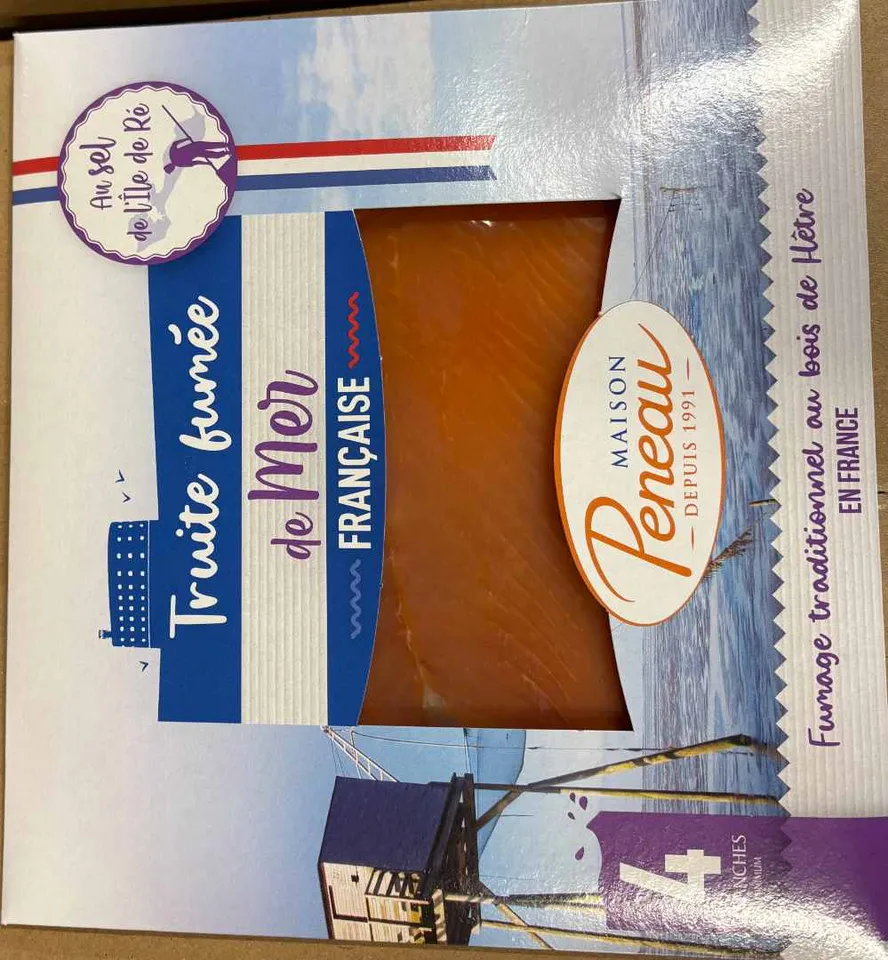 Au sel
de l'Île de Ré
Truite fumée
de Mer
FRANÇAISE
MAISON
Peneau
DEPUIS 1991
Fumage traditionnel au bois de Hêtre
EN FRANCE
4